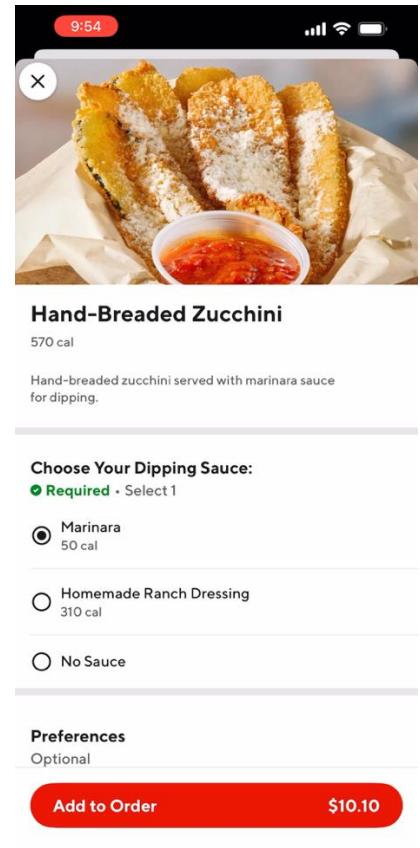 9:54
Hand-Breaded Zucchini
570 cal
Hand-breaded zucchini served with marinara sauce
for dipping.
Choose Your Dipping Sauce:
Required • Select 1
Marinara
50 cal
Homemade Ranch Dressing
310 cal
No Sauce
Preferences
Optional
Add to Order $10.10